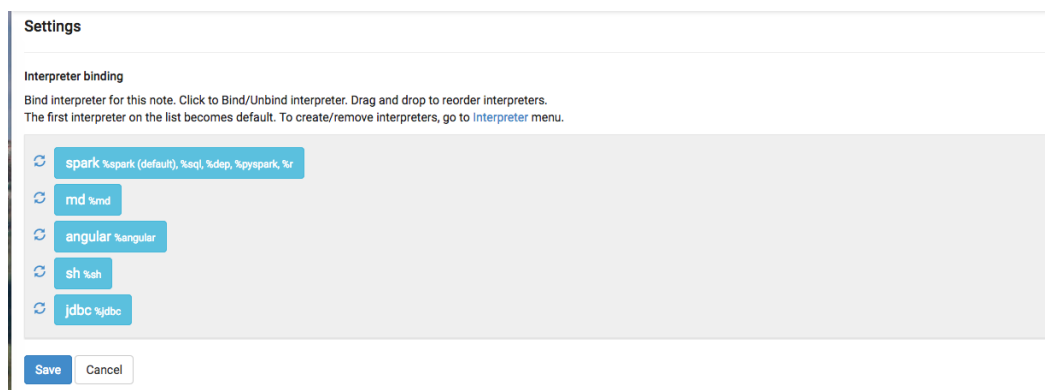 Settings
Interpreter binding
Bind interpreter for this note. Click to Bind/Unbind interpreter. Drag and drop to reorder interpreters.
The first interpreter on the list becomes default. To create/remove interpreters, go to Interpreter menu.
spark %spark (default), %sql, %dep, %pyspark, %r
md %md
angular %angular
sh %sh
jdbc %jdbc
Save Cancel